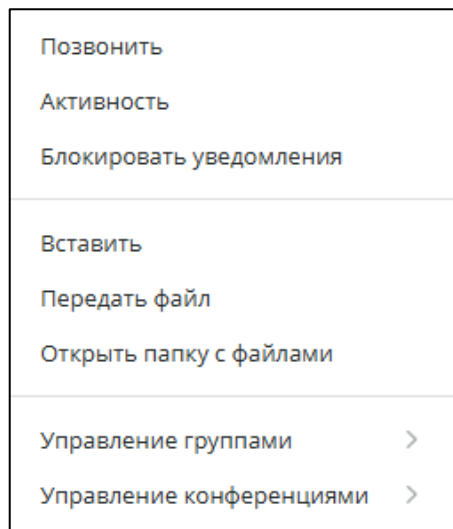 Позвонить
Активность
Блокировать уведомления
Вставить
Передать файл
Открыть папку с файлами
Управление группами
Управление конференциями